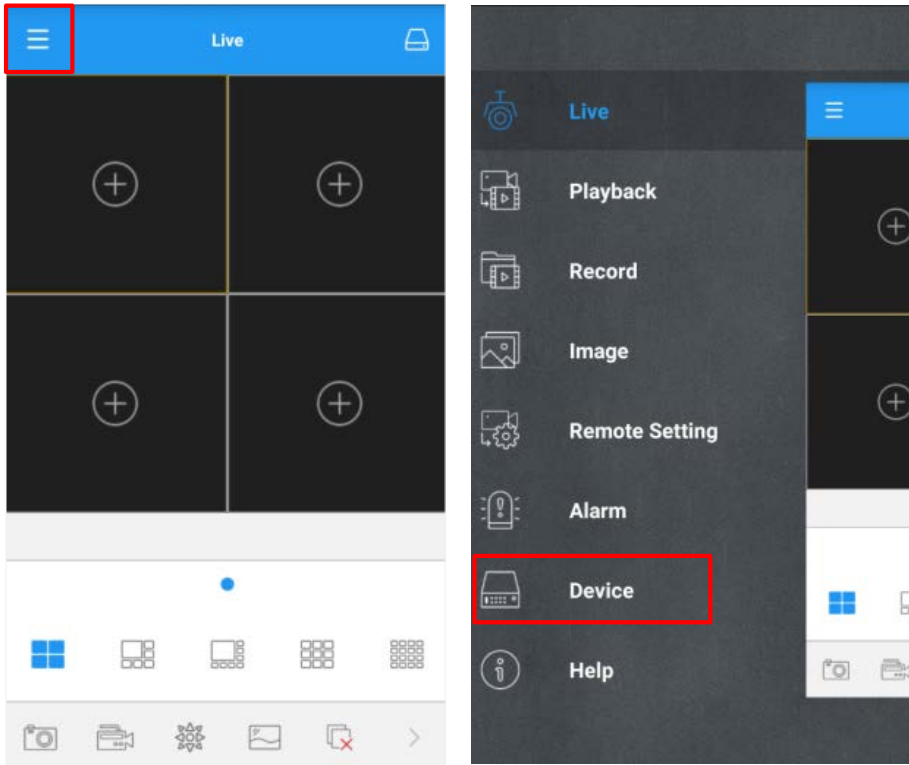 Live
Live
Playback
Record
Image
Remote Setting
Alarm
Device
Help